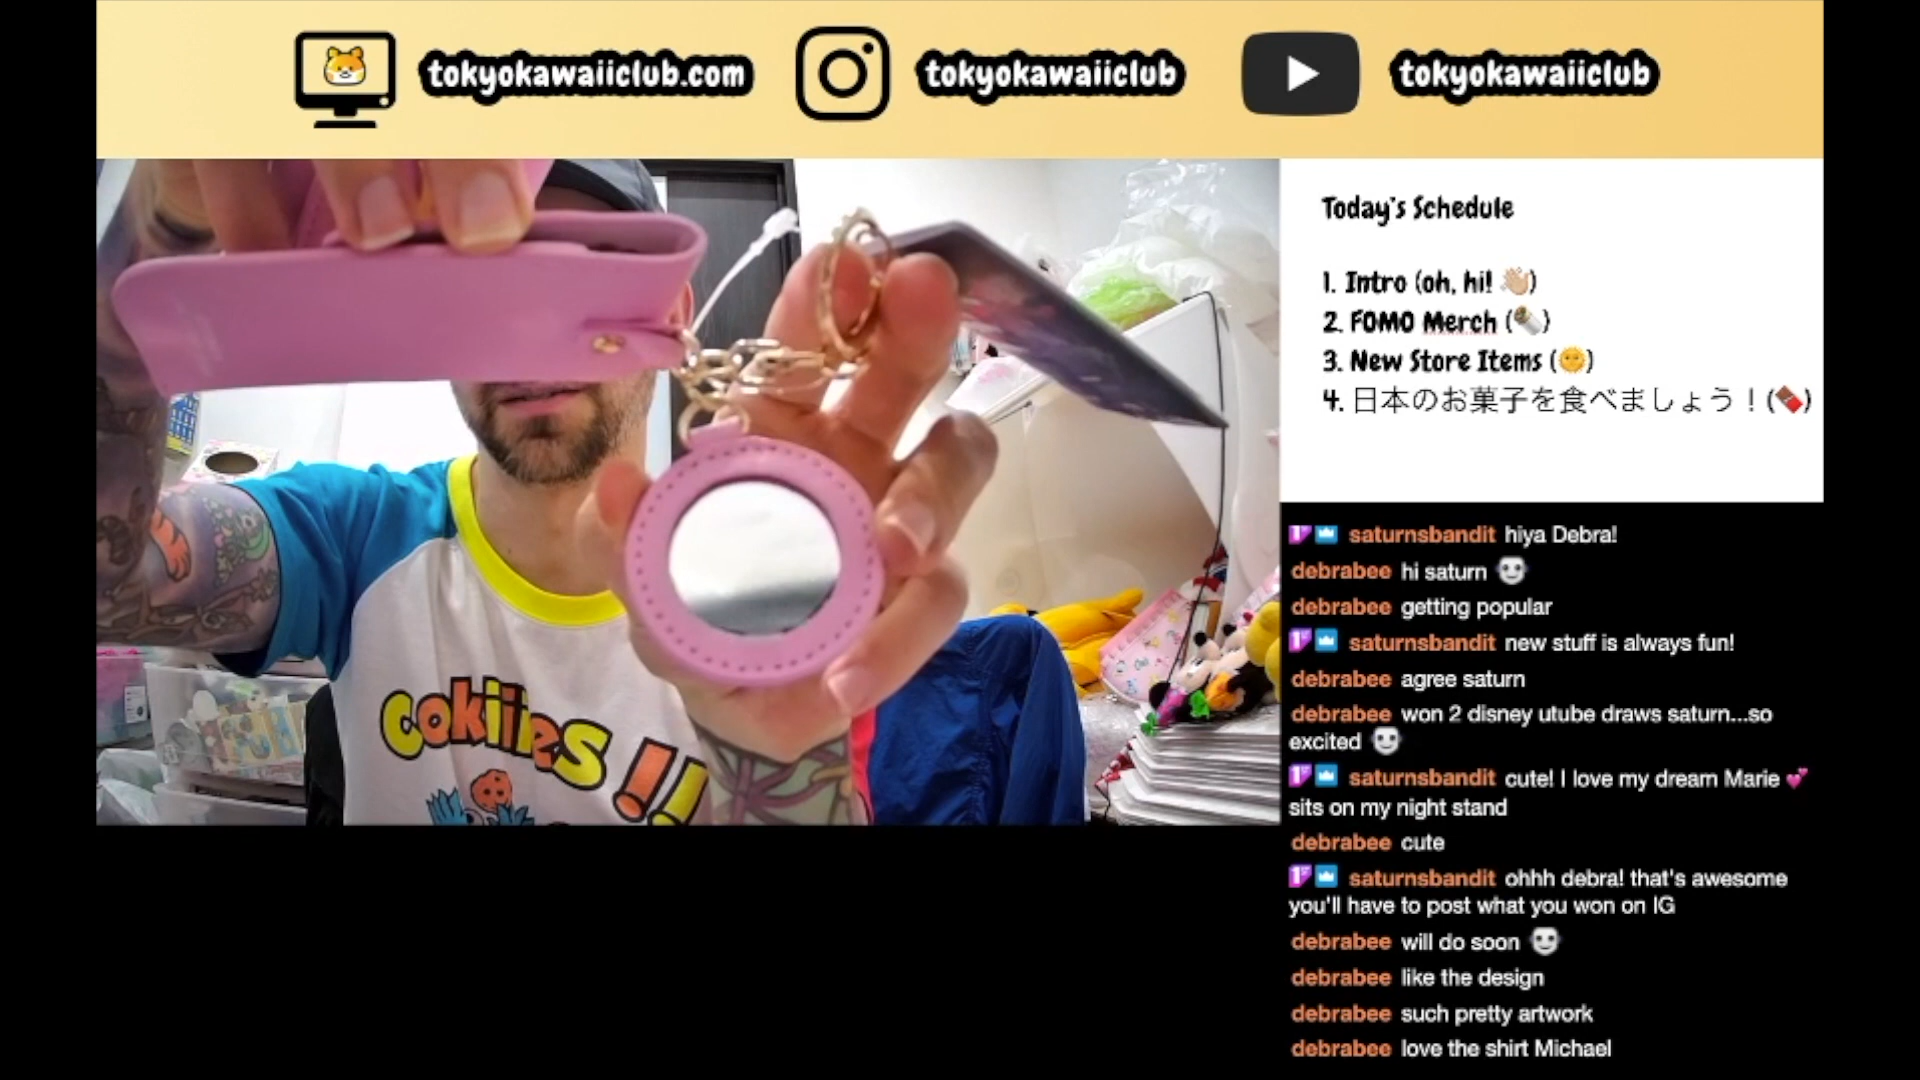 tokyokawaiiclub.com
tokyokawaiiclub
tokyokawaiiclub
Today's Schedule
1. Intro (oh, hi! 👋🏻)
2. FOMO Merch (🌯)
3. New Store Items (🌞)
4. 日本のお菓子を食べましょう！(🍫)
Cokiiies!!
saturnsbandit hiya Debra!
debrabee hi saturn
debrabee getting popular
saturnsbandit new stuff is always fun!
debrabee agree saturn
debrabee won 2 disney utube draws saturn...so
excited
saturnsbandit cute! I love my dream Marie 💕
sits on my night stand
debrabee cute
saturnsbandit ohhh debra! that's awesome
you'll have to post what you won on IG
debrabee will do soon
debrabee like the design
debrabee such pretty artwork
debrabee love the shirt Michael